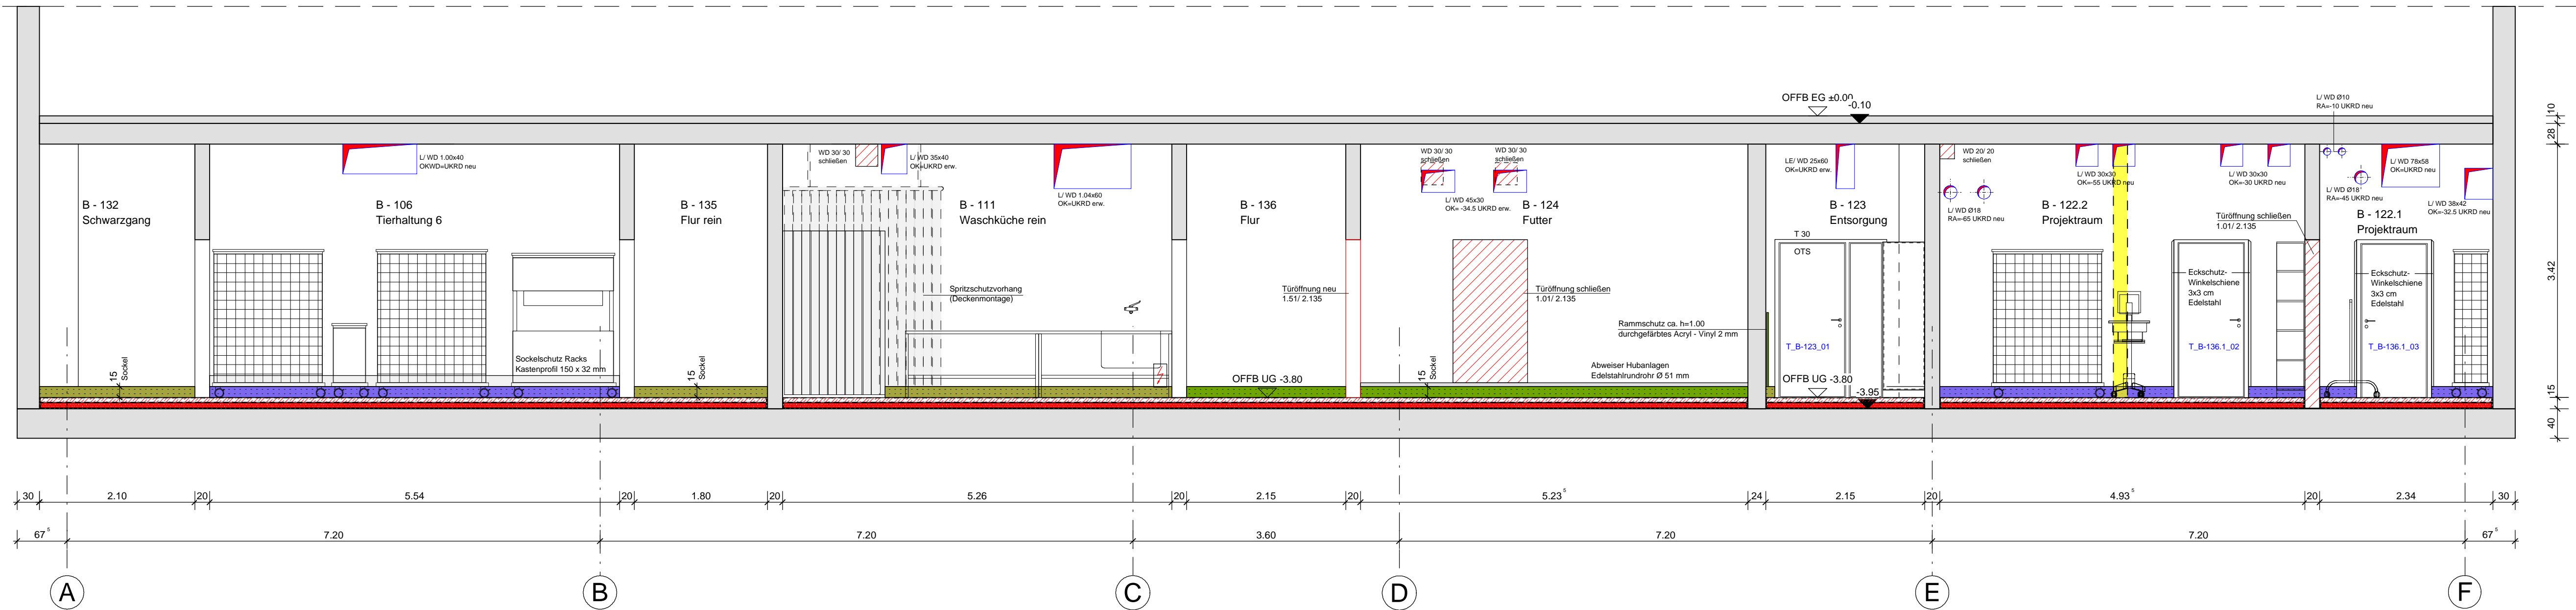 OFFB EG ±0.00
-0.10
L/ WD Ø10
RA=-10 UKRD neu
10
28
3.42
15
40
L/ WD 1.00x40
OKWD=UKRD neu
WD 30/ 30
schließen
L/ WD 35x40
OK=UKRD erw.
L/ WD 1.04x60
OK=UKRD erw.
WD 30/ 30
schließen
WD 30/ 30
schließen
L/ WD 45x30
OK= -34.5 UKRD erw.
LE/ WD 25x60
OK=UKRD erw.
WD 20/ 20
schließen
L/ WD Ø18
RA=-65 UKRD neu
L/ WD 30x30
OK=-55 UKRD neu
L/ WD 30x30
OK=-30 UKRD neu
L/ WD 78x58
OK=UKRD neu
L/ WD Ø18
RA=-45 UKRD neu
L/ WD 38x42
OK=-32.5 UKRD neu
B - 132
Schwarzgang
B - 106
Tierhaltung 6
B - 135
Flur rein
B - 111
Waschküche rein
B - 136
Flur
B - 124
Futter
B - 123
Entsorgung
B - 122.2
Projektraum
B - 122.1
Projektraum
Türöffnung schließen
1.01/ 2.135
T 30
OTS
Spritzschutzvorhang
(Deckenmontage)
Türöffnung neu
1.51/ 2.135
Türöffnung schließen
1.01/ 2.135
Rammschutz ca. h=1.00
durchgefärbtes Acryl - Vinyl 2 mm
Abweiser Hubanlagen
Edelstahlrundrohr Ø 51 mm
Eckschutz-
Winkelschiene
3x3 cm
Edelstahl
Eckschutz-
Winkelschiene
3x3 cm
Edelstahl
T_B-123_01
T_B-136.1_02
T_B-136.1_03
15
Sockel
Sockelschutz Racks
Kastenprofil 150 x 32 mm
15
Sockel
15
Sockel
OFFB UG -3.80
OFFB UG -3.80
-3.95
30 2.10 20 5.54 20 1.80 20 5.26 20 2.15 20 5.23⁵ 24 2.15 20 4.93⁵ 20 2.34 30
67⁵ 7.20 7.20 3.60 7.20 7.20 67⁵
A B C D E F